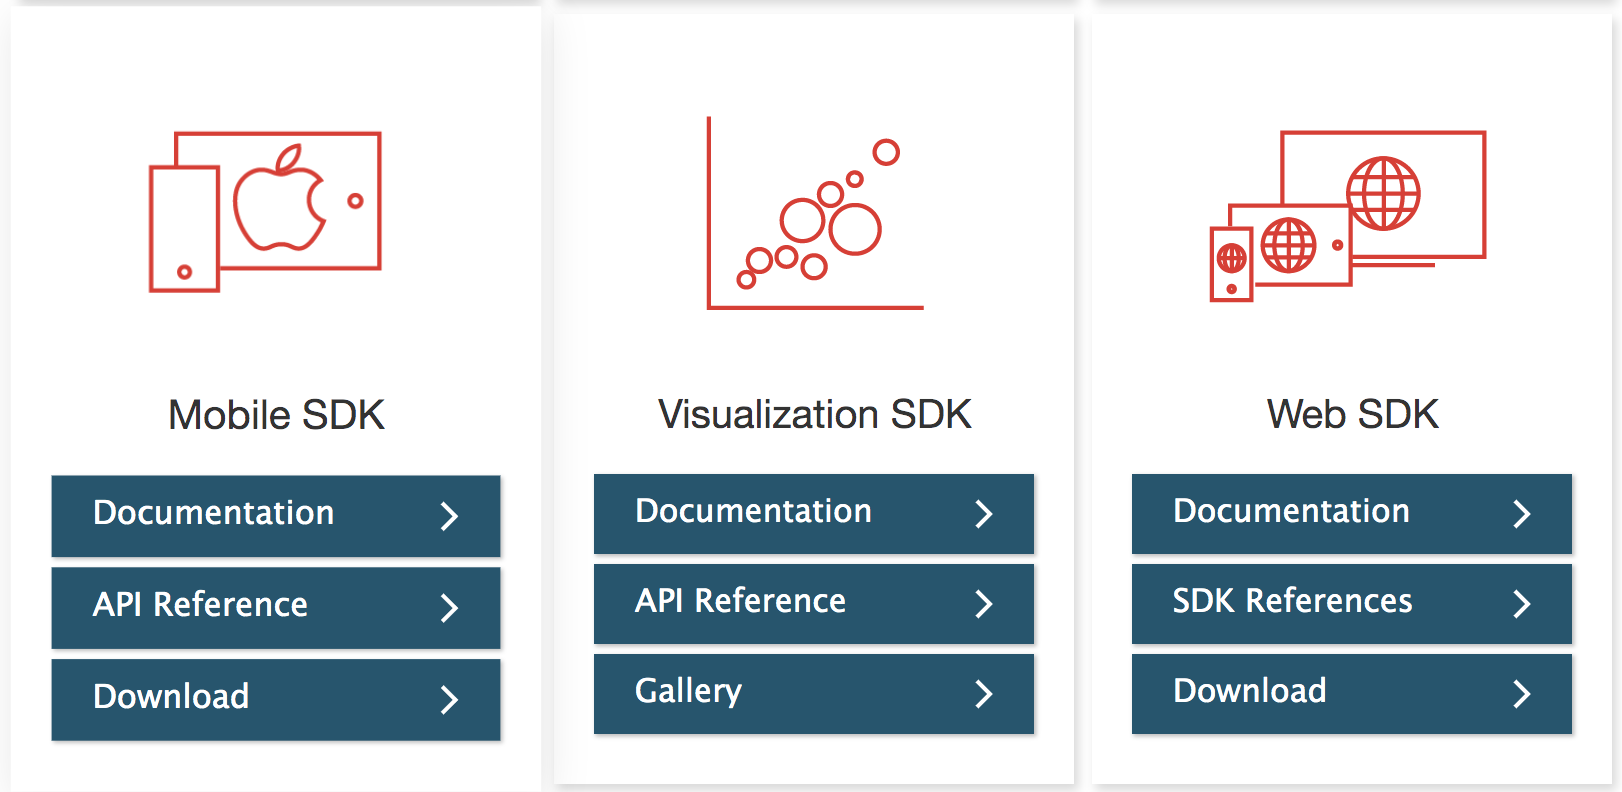 Mobile SDK
Documentation
API Reference
Download
Visualization SDK
Documentation
API Reference
Gallery
Web SDK
Documentation
SDK References
Download